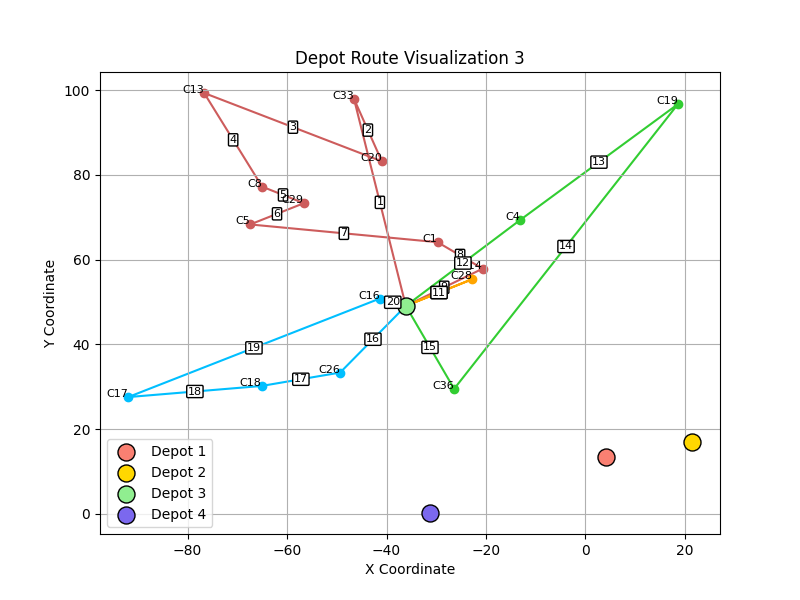 Depot Route Visualization 3
Y Coordinate
100
80
60
40
20
0
C13
C33
C19
4
3
2
C20
13
C8
5
C29
1
6
C5
7
C4
C1
14
8
12
C28
9
11
C16
20
19
16
15
C26
17
C18
18
C17
C36
Depot 1
Depot 2
Depot 3
Depot 4
−80
−60
−40
−20
0
20
X Coordinate